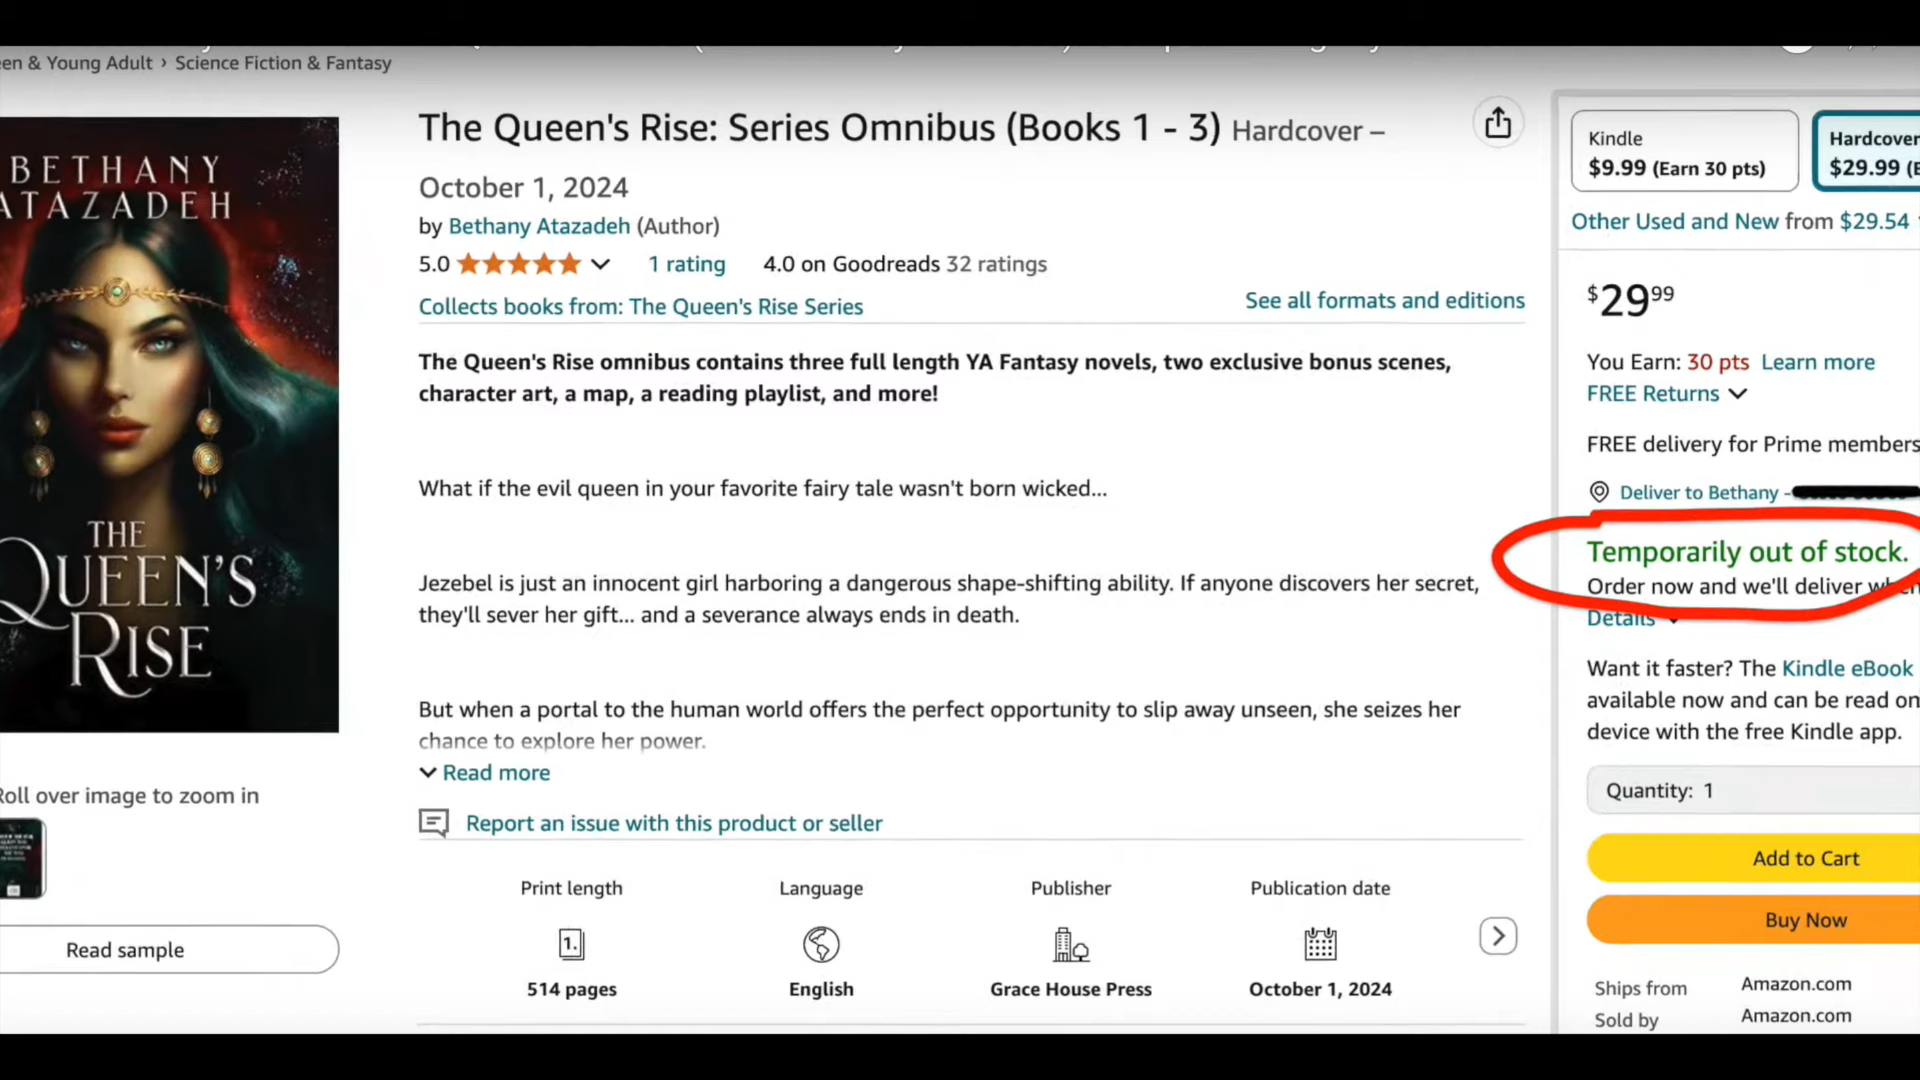 en & Young Adult › Science Fiction & Fantasy
BETHANY
ATAZADEH
THE
QUEEN'S
RISE
Roll over image to zoom in
Read sample
The Queen's Rise: Series Omnibus (Books 1 - 3) Hardcover –
October 1, 2024
by Bethany Atazadeh (Author)
5.0 1 rating 4.0 on Goodreads 32 ratings
Collects books from: The Queen's Rise Series
See all formats and editions
The Queen's Rise omnibus contains three full length YA Fantasy novels, two exclusive bonus scenes,
character art, a map, a reading playlist, and more!
What if the evil queen in your favorite fairy tale wasn't born wicked...
Jezebel is just an innocent girl harboring a dangerous shape-shifting ability. If anyone discovers her secret,
they'll sever her gift... and a severance always ends in death.
But when a portal to the human world offers the perfect opportunity to slip away unseen, she seizes her
chance to explore her power.
Read more
Report an issue with this product or seller
Print length
1.
514 pages
Language
English
Publisher
Grace House Press
Publication date
October 1, 2024
Kindle
$9.99 (Earn 30 pts)
Hardcover
$29.99 (E
Other Used and New from $29.54
$29.99
You Earn: 30 pts Learn more
FREE Returns
FREE delivery for Prime members
Deliver to Bethany -
Temporarily out of stock.
Order now and we'll deliver when
Details
Want it faster? The Kindle eBook
available now and can be read on
device with the free Kindle app.
Quantity: 1
Add to Cart
Buy Now
Ships from Amazon.com
Sold by Amazon.com